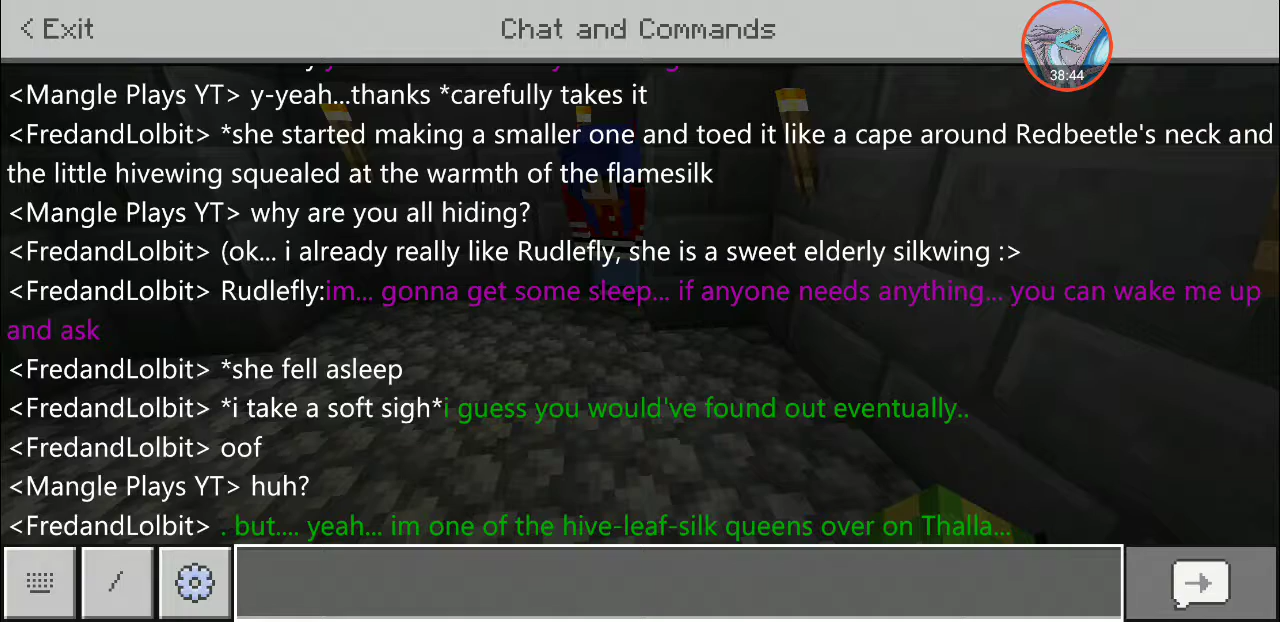 < Exit
Chat and Commands
38:44
<Mangle Plays YT> y-yeah...thanks *carefully takes it
<FredandLolbit> *she started making a smaller one and toed it like a cape around Redbeetle's neck and
the little hivewing squealed at the warmth of the flamesilk
<Mangle Plays YT> why are you all hiding?
<FredandLolbit> (ok... i already really like Rudlefly, she is a sweet elderly silkwing :>
<FredandLolbit> Rudlefly:im... gonna get some sleep... if anyone needs anything... you can wake me up
and ask
<FredandLolbit> *she fell asleep
<FredandLolbit> *i take a soft sigh*i guess you would've found out eventually..
<FredandLolbit> oof
<Mangle Plays YT> huh?
<FredandLolbit> . but.... yeah... im one of the hive-leaf-silk queens over on Thalla...
/